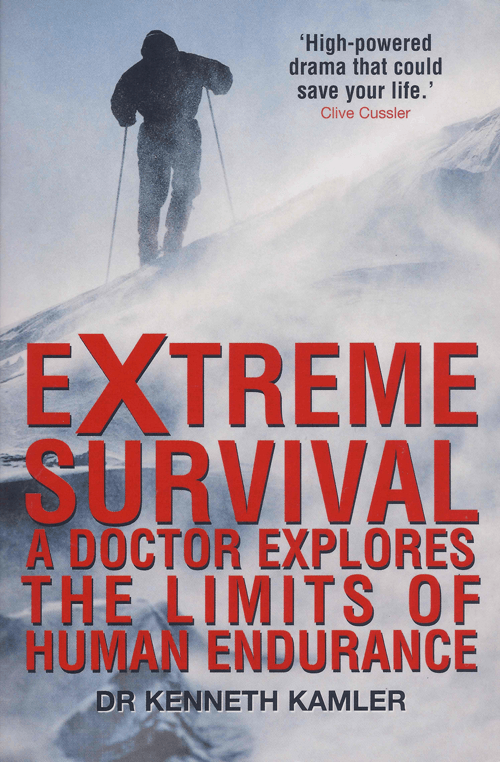 ‘High-powered
drama that could
save your life.’
Clive Cussler
EXTREME
SURVIVAL
A DOCTOR EXPLORES
THE LIMITS OF
HUMAN ENDURANCE
DR KENNETH KAMLER